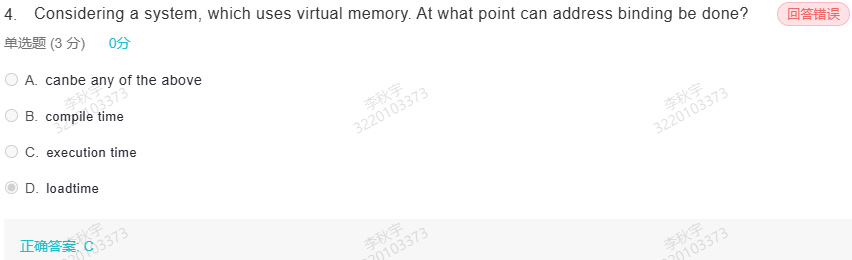 4. Considering a system, which uses virtual memory. At what point can address binding be done?
回答错误
单选题 (3 分) 0分
A. canbe any of the above
B. compile time
C. execution time
D. loadtime
正确答案: C
李秋宇
3220103373
李秋宇
3220103373
李秋宇
3220103373
李秋宇
3220103373
李秋宇
3220103373
李秋宇
3220103373